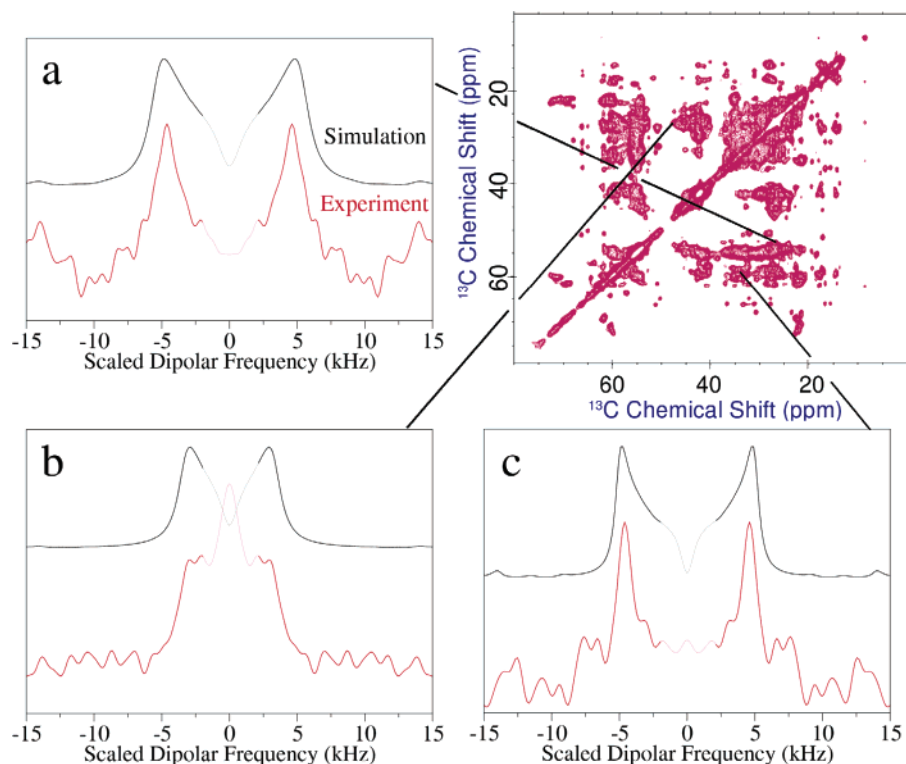 a
Simulation
Experiment
-15 -10 -5 0 5 10 15
Scaled Dipolar Frequency (kHz)
¹³C Chemical Shift (ppm)
20
40
60
60 40 20
¹³C Chemical Shift (ppm)
b
-15 -10 -5 0 5 10 15
Scaled Dipolar Frequency (kHz)
c
-15 -10 -5 0 5 10 15
Scaled Dipolar Frequency (kHz)